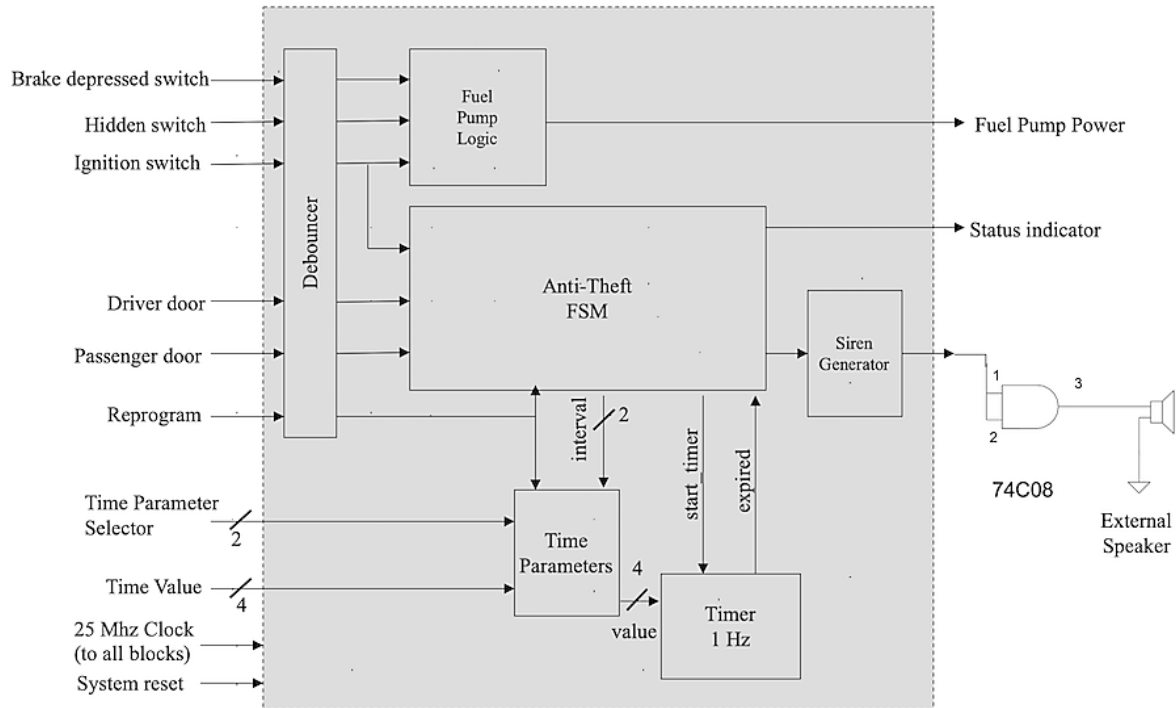 Brake depressed switch
Hidden switch
Ignition switch
Driver door
Passenger door
Reprogram
Time Parameter
Selector
2
Time Value
4
25 Mhz Clock
(to all blocks)
System reset
Debouncer
Fuel
Pump
Logic
Anti-Theft
FSM
interval
2
start_timer
expired
Time
Parameters
4
value
Timer
1 Hz
Siren
Generator
Fuel Pump Power
Status indicator
1
2
3
74C08
External
Speaker